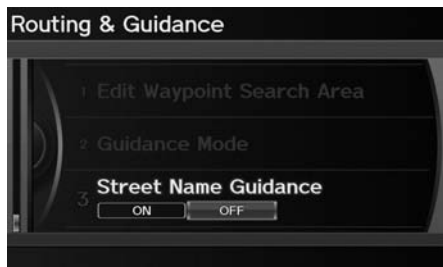 Routing & Guidance
1 Edit Waypoint Search Area
2 Guidance Mode
3 Street Name Guidance
ON OFF